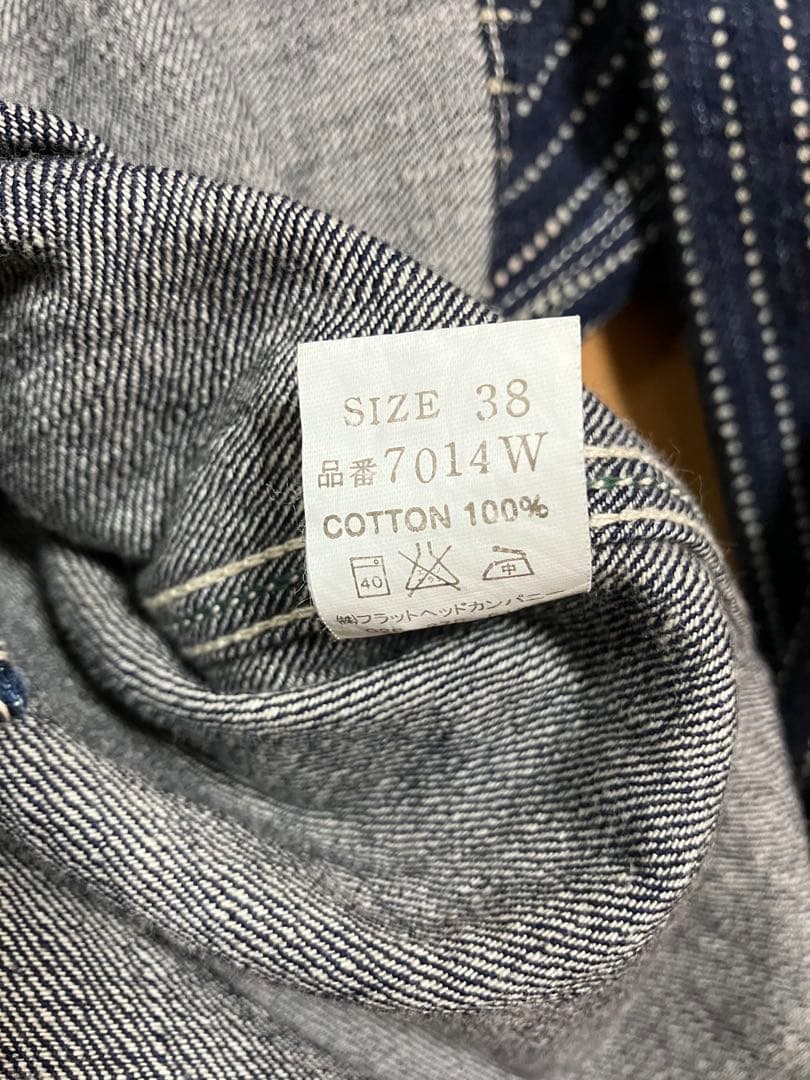 SIZE 38
品番7014W
COTTON 100%
40 中
㈱フラットヘッドカンパニー